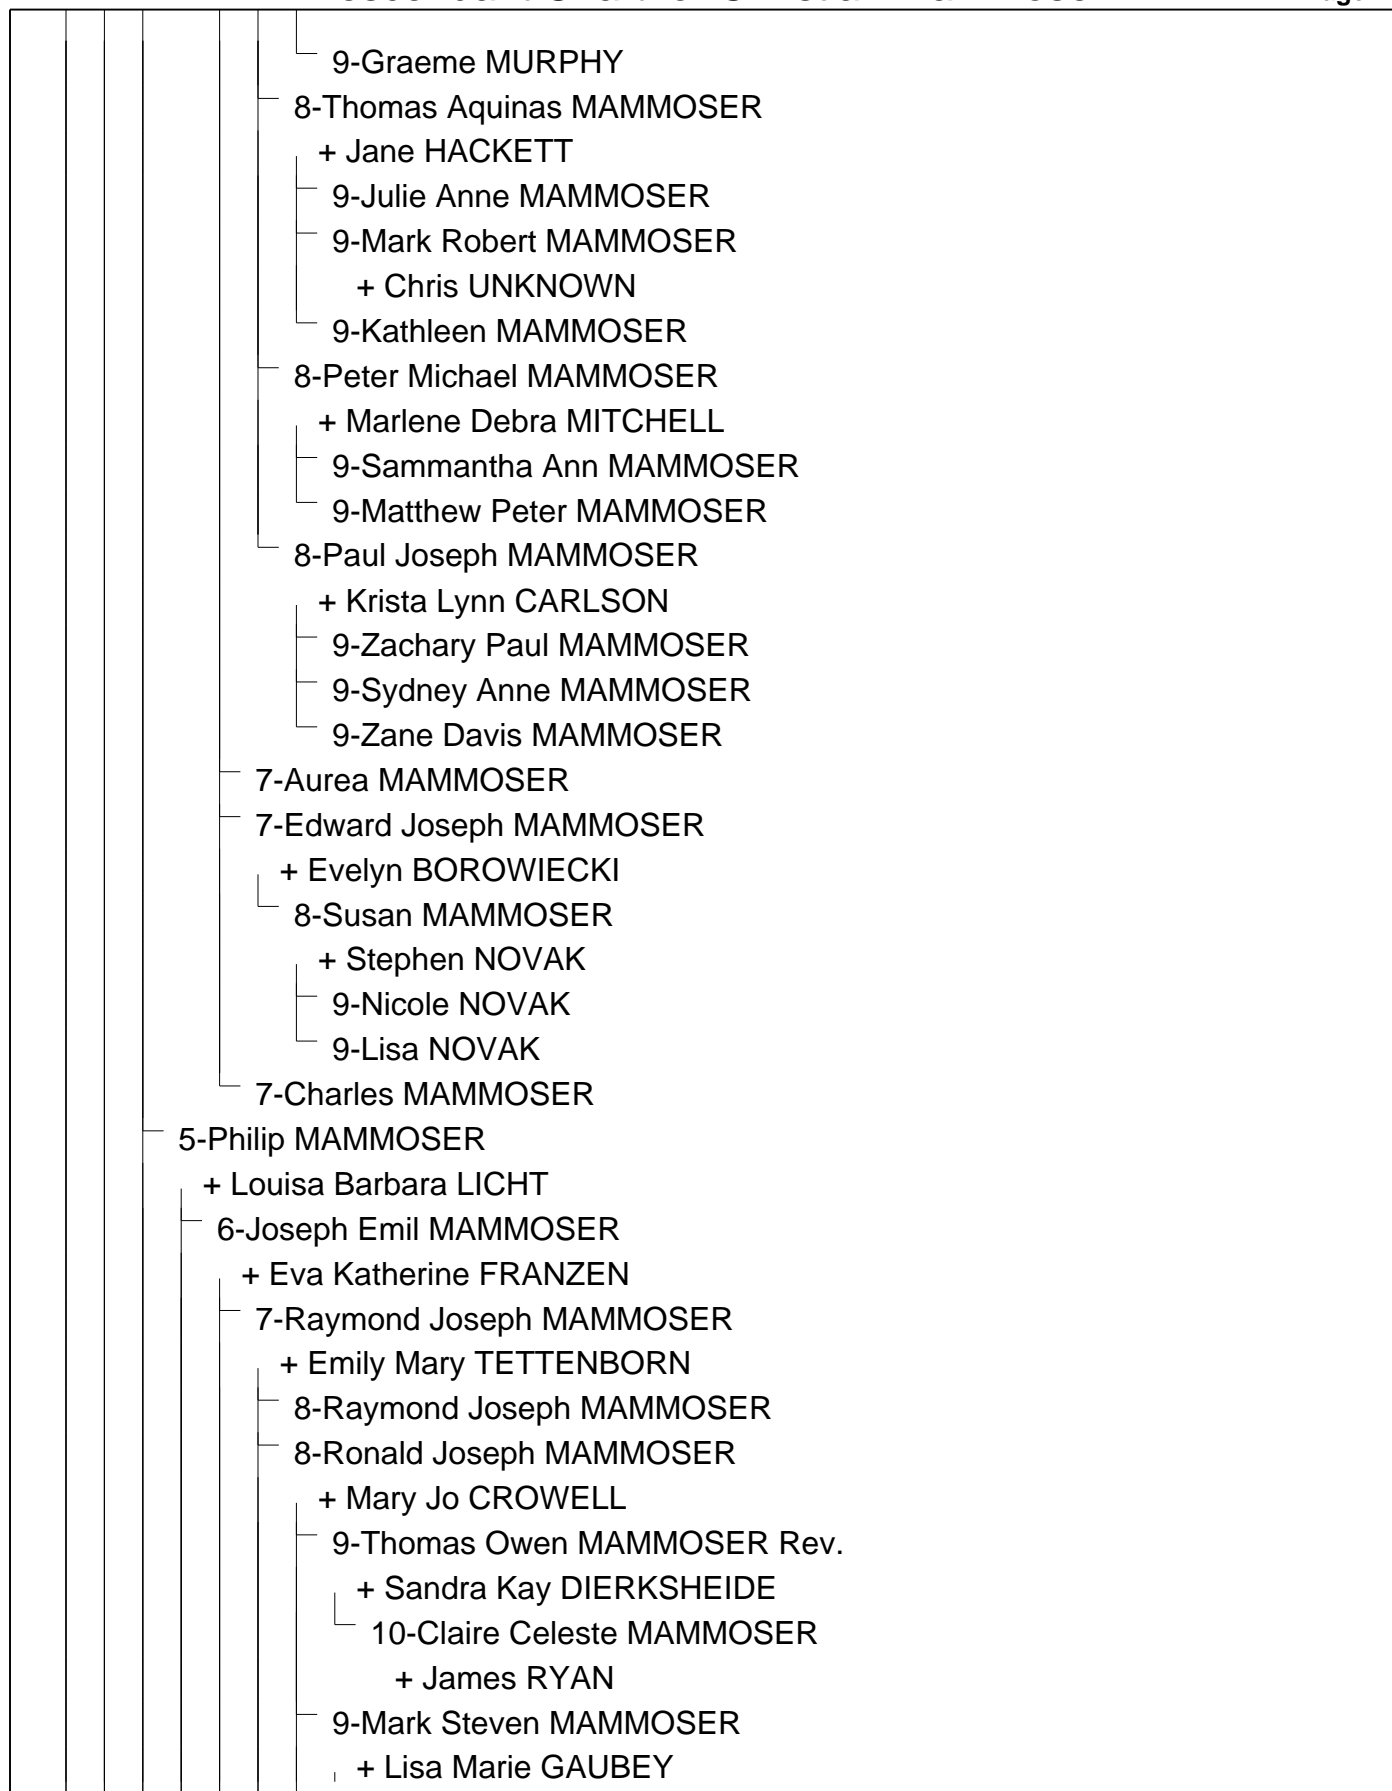 9-Graeme MURPHY
8-Thomas Aquinas MAMMOSER
+ Jane HACKETT
9-Julie Anne MAMMOSER
9-Mark Robert MAMMOSER
+ Chris UNKNOWN
9-Kathleen MAMMOSER
8-Peter Michael MAMMOSER
+ Marlene Debra MITCHELL
9-Sammantha Ann MAMMOSER
9-Matthew Peter MAMMOSER
8-Paul Joseph MAMMOSER
+ Krista Lynn CARLSON
9-Zachary Paul MAMMOSER
9-Sydney Anne MAMMOSER
9-Zane Davis MAMMOSER
7-Aurea MAMMOSER
7-Edward Joseph MAMMOSER
+ Evelyn BOROWIECKI
8-Susan MAMMOSER
+ Stephen NOVAK
9-Nicole NOVAK
9-Lisa NOVAK
7-Charles MAMMOSER
5-Philip MAMMOSER
+ Louisa Barbara LICHT
6-Joseph Emil MAMMOSER
+ Eva Katherine FRANZEN
7-Raymond Joseph MAMMOSER
+ Emily Mary TETTENBORN
8-Raymond Joseph MAMMOSER
8-Ronald Joseph MAMMOSER
+ Mary Jo CROWELL
9-Thomas Owen MAMMOSER Rev.
+ Sandra Kay DIERKSHEIDE
10-Claire Celeste MAMMOSER
+ James RYAN
9-Mark Steven MAMMOSER
+ Lisa Marie GAUBEY